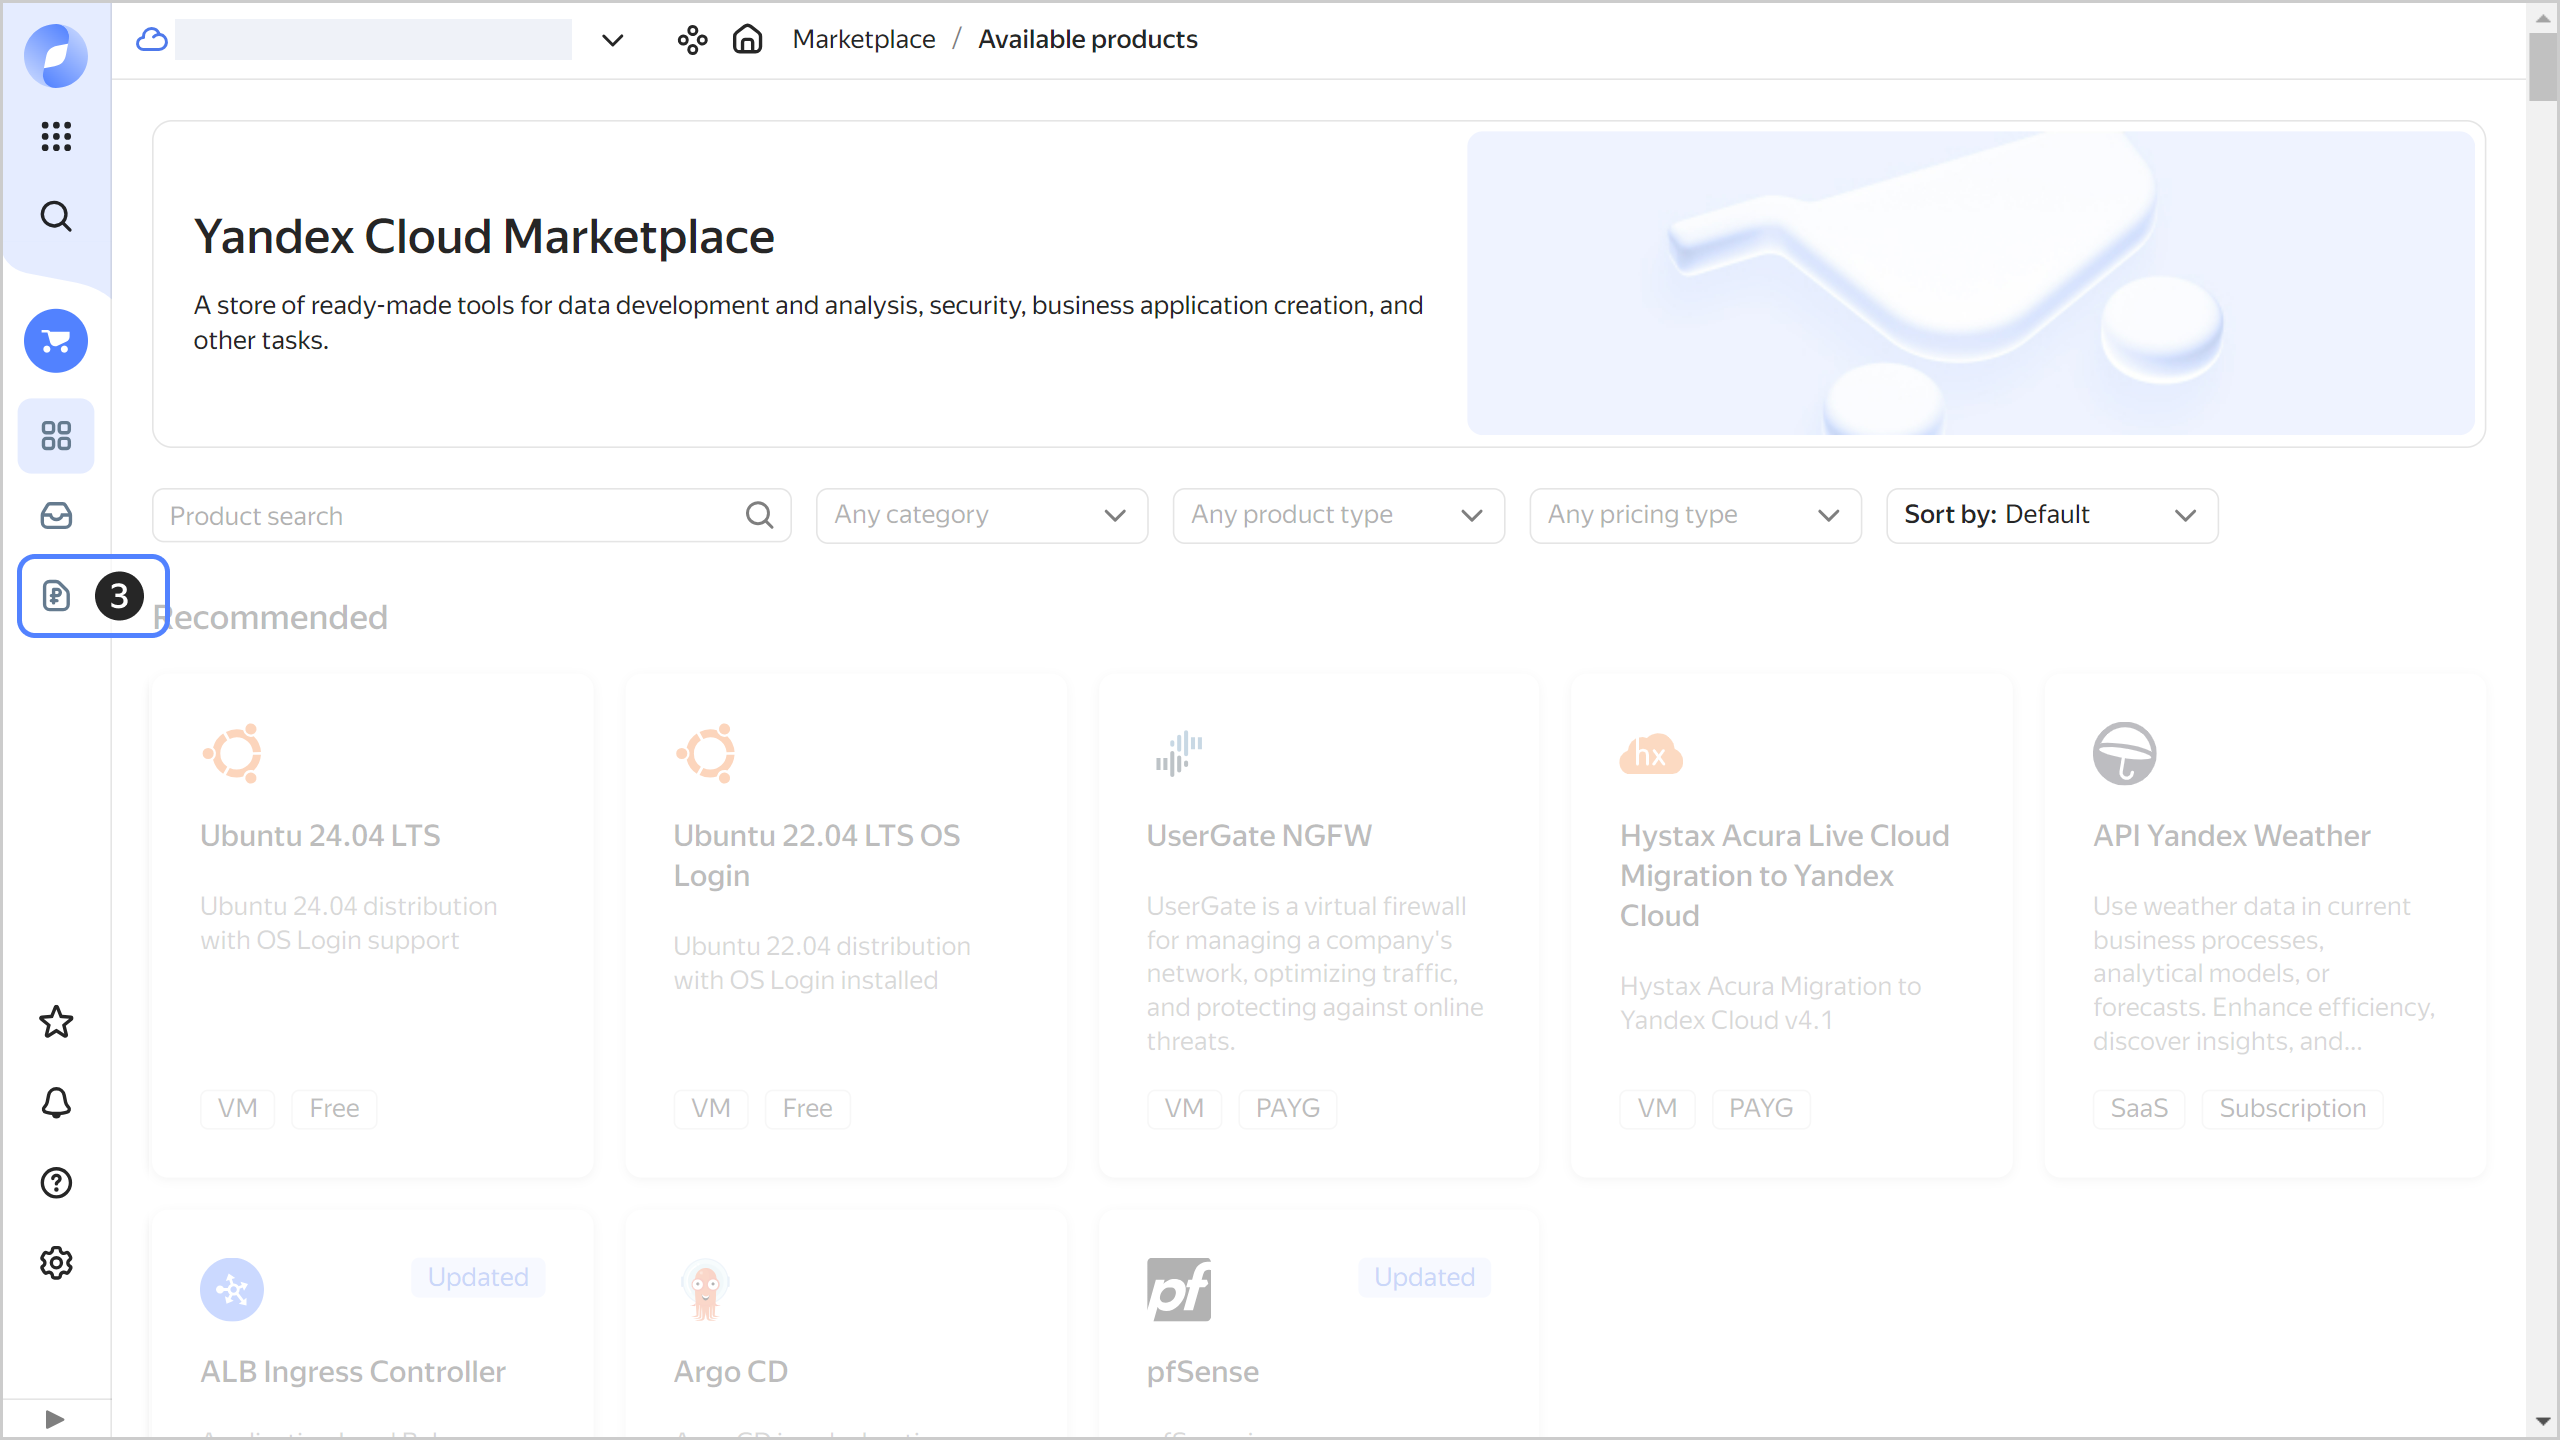 Marketplace / Available products
Yandex Cloud Marketplace
A store of ready-made tools for data development and analysis, security, business application creation, and
other tasks.
Product search
Any category
Any product type
Any pricing type
Sort by: Default
3
Recommended
Ubuntu 24.04 LTS
Ubuntu 24.04 distribution
with OS Login support
VM Free
Ubuntu 22.04 LTS OS
Login
Ubuntu 22.04 distribution
with OS Login installed
VM Free
UserGate NGFW
UserGate is a virtual firewall
for managing a company's
network, optimizing traffic,
and protecting against online
threats.
VM PAYG
hx
Hystax Acura Live Cloud
Migration to Yandex
Cloud
Hystax Acura Migration to
Yandex Cloud v4.1
VM PAYG
API Yandex Weather
Use weather data in current
business processes,
analytical models, or
forecasts. Enhance efficiency,
discover insights, and...
SaaS Subscription
Updated
ALB Ingress Controller
Argo CD
pf
Updated
pfSense